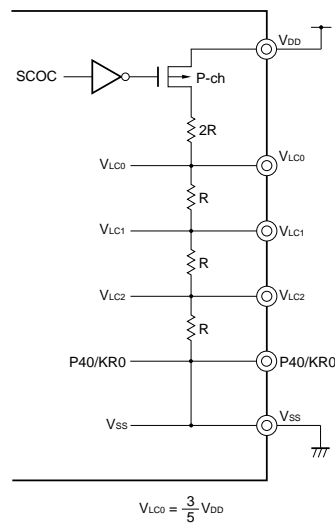 VDD
SCOC
P-ch
2R
VLC0
VLC0
R
VLC1
VLC1
R
VLC2
VLC2
R
P40/KR0
P40/KR0
VSS
VSS
VLC0 = 3/5 VDD